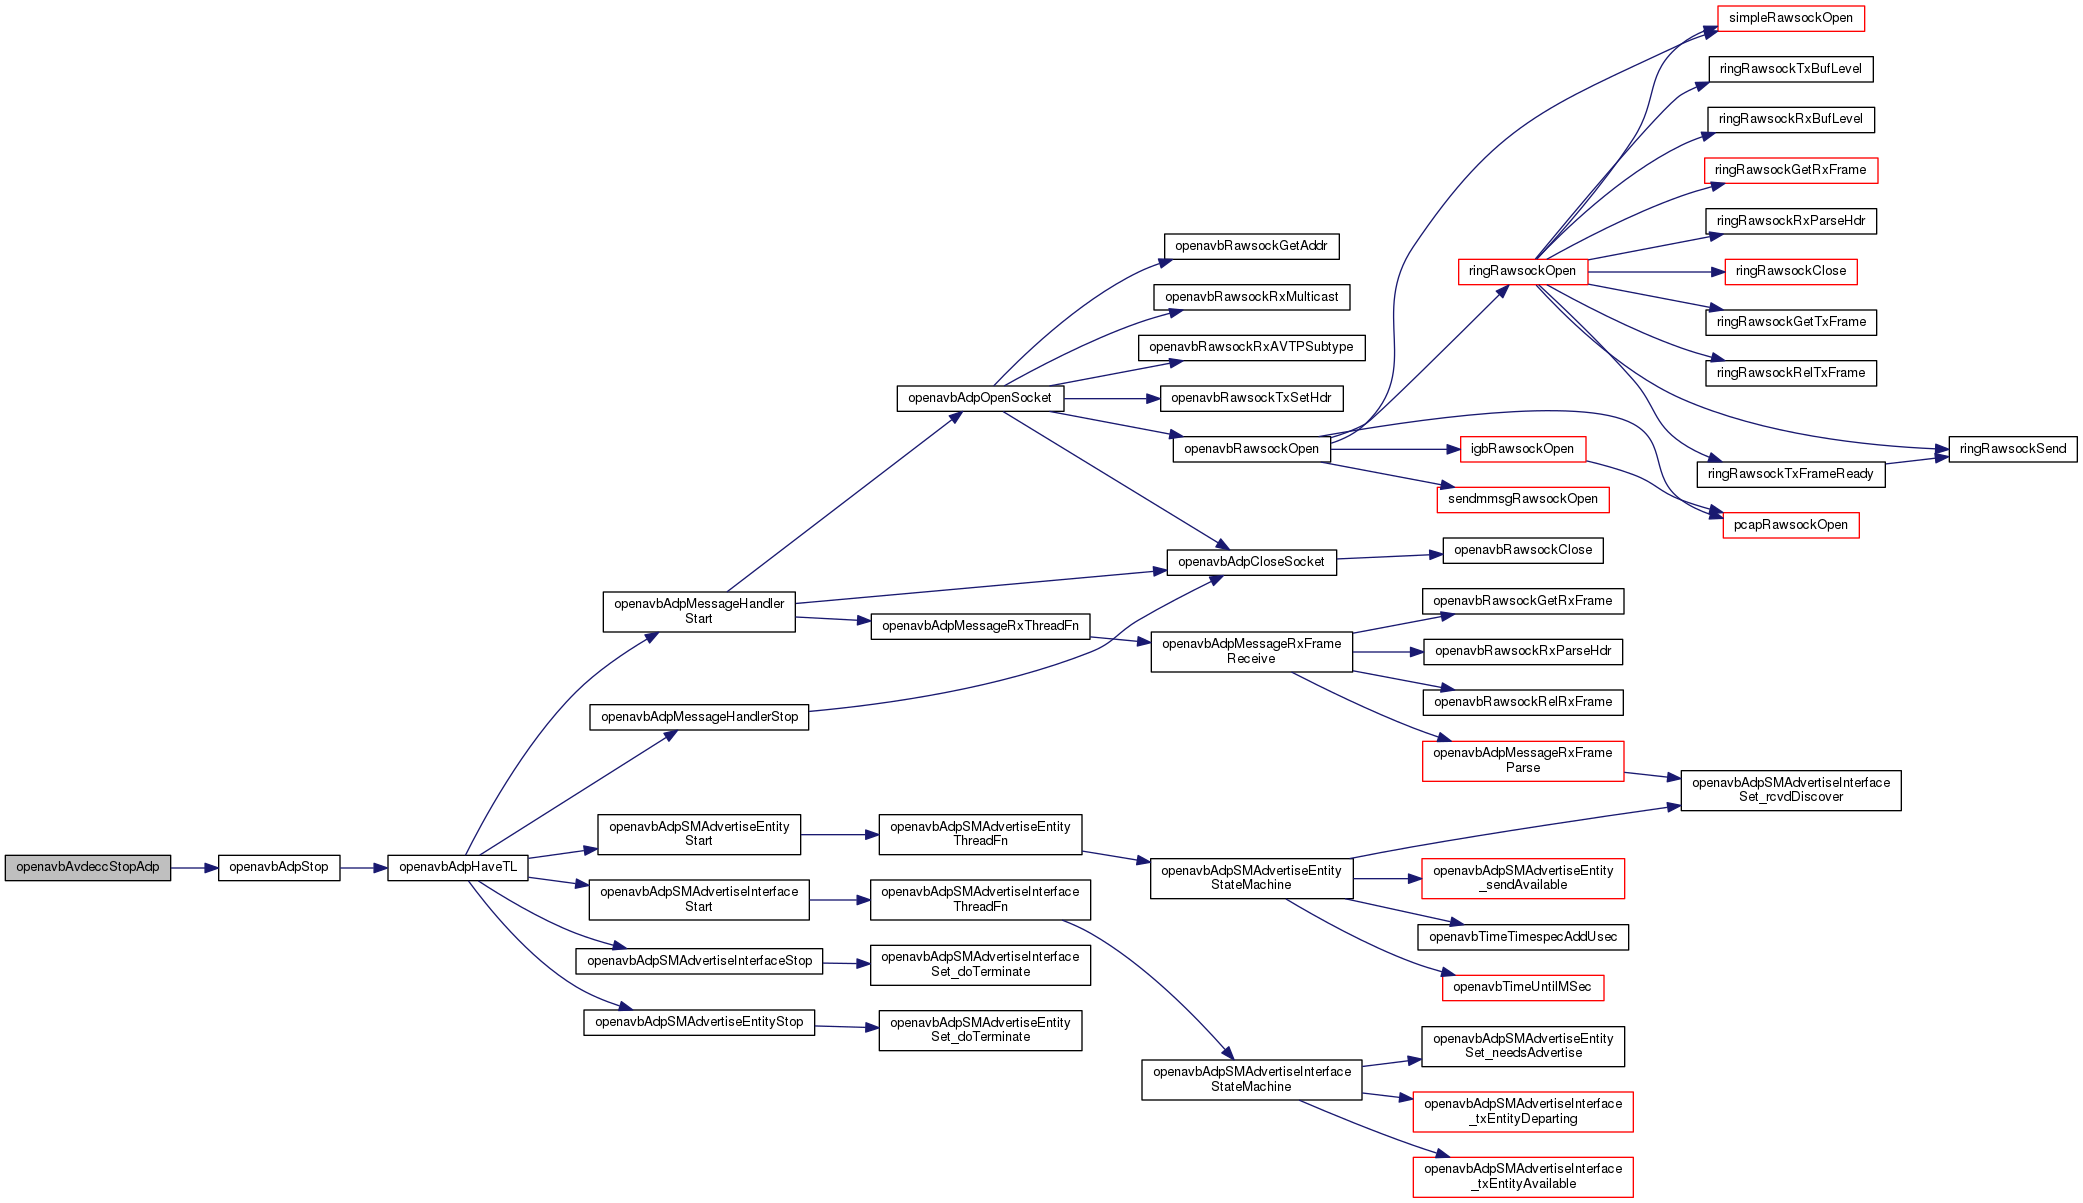 simpleRawsockOpen
ringRawsockTxBufLevel
ringRawsockRxBufLevel
ringRawsockGetRxFrame
ringRawsockRxParseHdr
openavbRawsockGetAddr
ringRawsockOpen
ringRawsockClose
openavbRawsockRxMulticast
ringRawsockGetTxFrame
openavbRawsockRxAVTPSubtype
ringRawsockRelTxFrame
openavbAdpOpenSocket
openavbRawsockTxSetHdr
openavbRawsockOpen
igbRawsockOpen
ringRawsockSend
ringRawsockTxFrameReady
sendmmsgRawsockOpen
pcapRawsockOpen
openavbAdpCloseSocket
openavbRawsockClose
openavbAdpMessageHandler
Start
openavbAdpMessageRxThreadFn
openavbRawsockGetRxFrame
openavbAdpMessageRxFrame
Receive
openavbRawsockRxParseHdr
openavbRawsockRelRxFrame
openavbAdpMessageHandlerStop
openavbAdpMessageRxFrame
Parse
openavbAdpSMAdvertiseInterface
Set_rcvdDiscover
openavbAdpSMAdvertiseEntity
Start
openavbAdpSMAdvertiseEntity
ThreadFn
openavbAvdeccStopAdp
openavbAdpStop
openavbAdpHaveTL
openavbAdpSMAdvertiseEntity
StateMachine
openavbAdpSMAdvertiseEntity
_sendAvailable
openavbAdpSMAdvertiseInterface
Start
openavbAdpSMAdvertiseInterface
ThreadFn
openavbTimeTimespecAddUsec
openavbAdpSMAdvertiseInterfaceStop
openavbAdpSMAdvertiseInterface
Set_doTerminate
openavbTimeUntilMSec
openavbAdpSMAdvertiseEntityStop
openavbAdpSMAdvertiseEntity
Set_doTerminate
openavbAdpSMAdvertiseEntity
Set_needsAdvertise
openavbAdpSMAdvertiseInterface
StateMachine
openavbAdpSMAdvertiseInterface
_txEntityDeparting
openavbAdpSMAdvertiseInterface
_txEntityAvailable